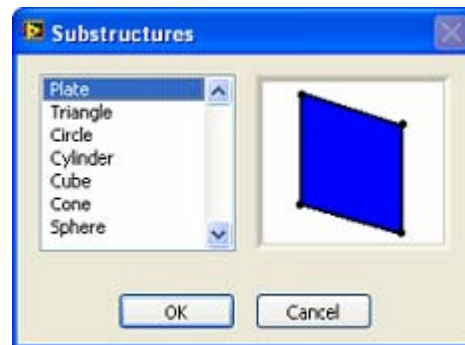 Substructures
Plate
Triangle
Circle
Cylinder
Cube
Cone
Sphere
OK
Cancel